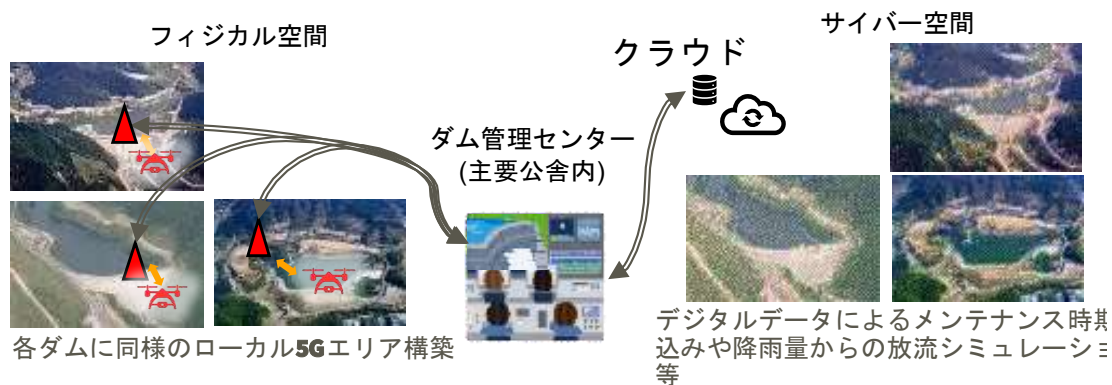 フィジカル空間
サイバー空間
クラウド
ダム管理センター
(主要公舎内)
各ダムに同様のローカル5Gエリア構築
デジタルデータによるメンテナンス時期
込みや降雨量からの放流シミュレーショ
等